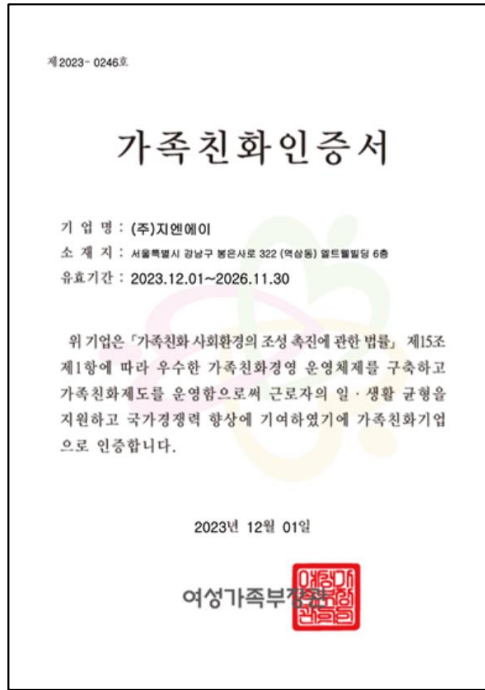 제2023- 0246호
가족친화인증서
기 업 명 : (주)지엔에이
소 재 지 : 서울특별시 강남구 봉은사로 322 (역삼동) 엘트웰빌딩 6층
유효기간 : 2023.12.01~2026.11.30
위 기업은 「가족친화 사회환경의 조성 촉진에 관한 법률」 제15조
제1항에 따라 우수한 가족친화경영 운영체제를 구축하고
가족친화제도를 운영함으로써 근로자의 일 · 생활 균형을
지원하고 국가경쟁력 향상에 기여하였기에 가족친화기업
으로 인증합니다.
2023년 12월 01일
여성가족부장관